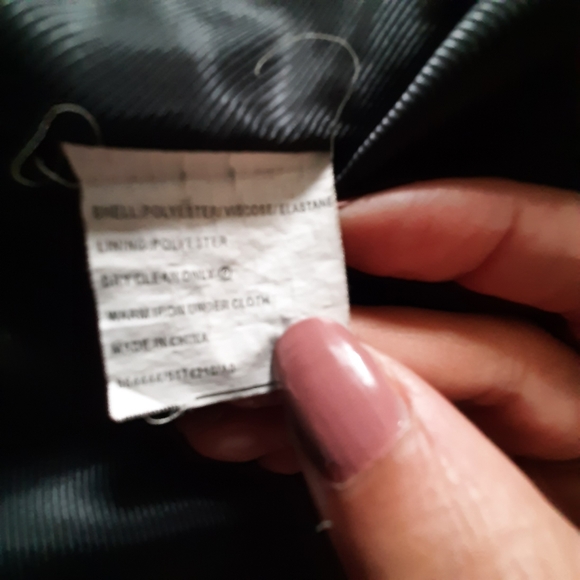 SHELL:POLYESTER/VISCOSE/ELASTANE
LINING:POLYESTER
DRY CLEAN ONLY Ⓟ
WARM IRON UNDER CLOTH
MADE IN CHINA